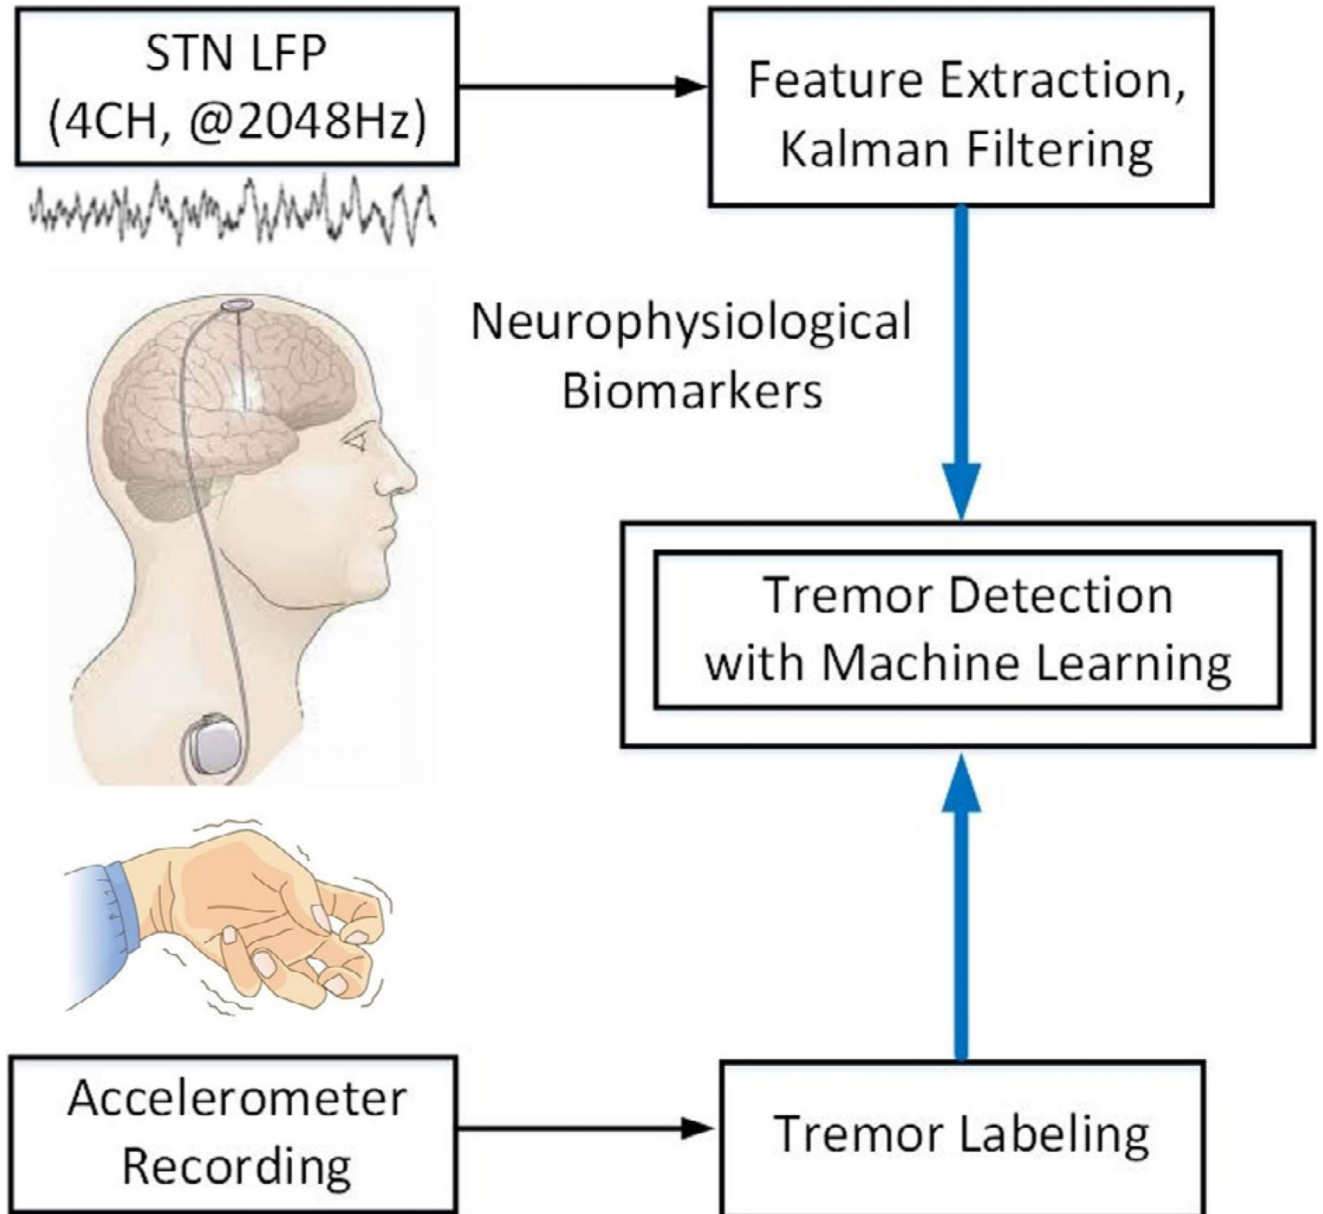 STN LFP
(4CH, @2048Hz)
Feature Extraction,
Kalman Filtering
Neurophysiological
Biomarkers
Tremor Detection
with Machine Learning
Accelerometer
Recording
Tremor Labeling